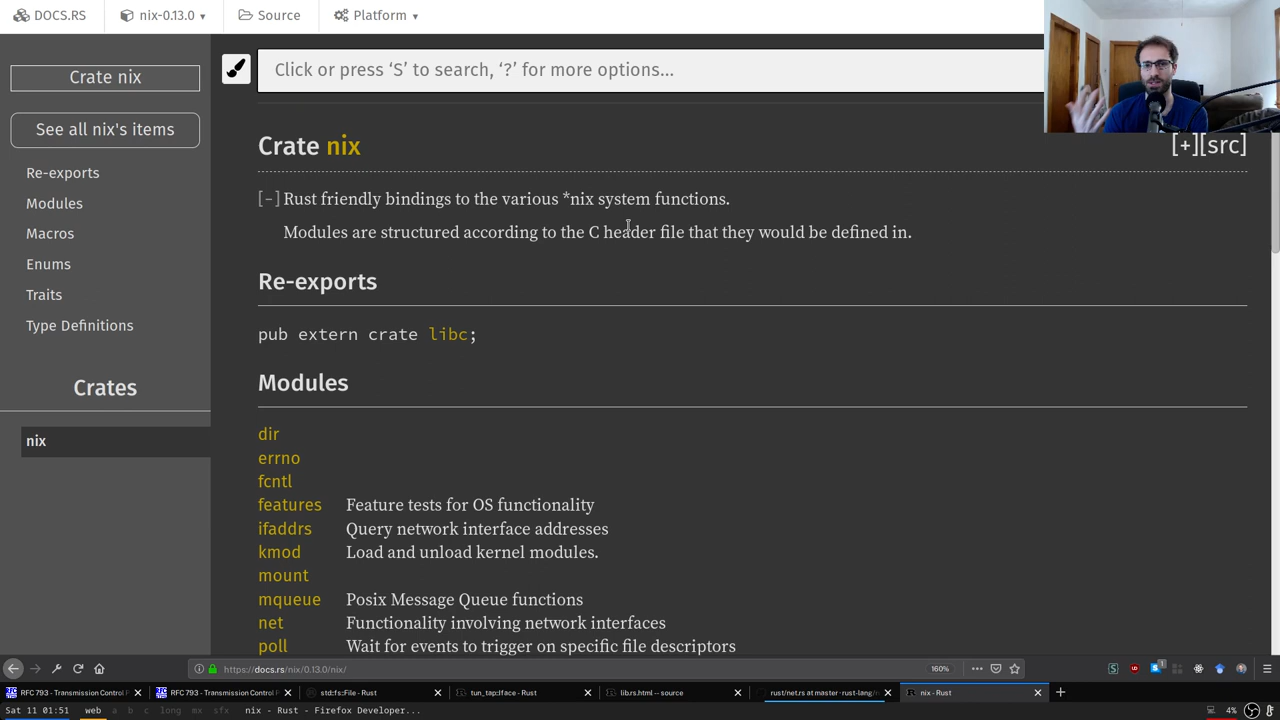 DOCS.RS
nix-0.13.0
Source
Platform
Crate nix
See all nix's items
Re-exports
Modules
Macros
Enums
Traits
Type Definitions
Crates
nix
Click or press ‘S’ to search, ‘?’ for more options…
Crate nix
[+][src]
[-] Rust friendly bindings to the various *nix system functions.
Modules are structured according to the C header file that they would be defined in.
Re-exports
pub extern crate libc;
Modules
dir
errno
fcntl
features Feature tests for OS functionality
ifaddrs Query network interface addresses
kmod Load and unload kernel modules.
mount
mqueue Posix Message Queue functions
net Functionality involving network interfaces
poll Wait for events to trigger on specific file descriptors
https://docs.rs/nix/0.13.0/nix/
160%
RFC 793 - Transmission Control P
RFC 793 - Transmission Control P
std::fs::File - Rust
tun_tap::Iface - Rust
lib.rs.html -- source
rust/net.rs at master · rust-lang/r
nix - Rust
Sat 11 01:51 web a b c long mx sfx nix - Rust - Firefox Developer...
4%